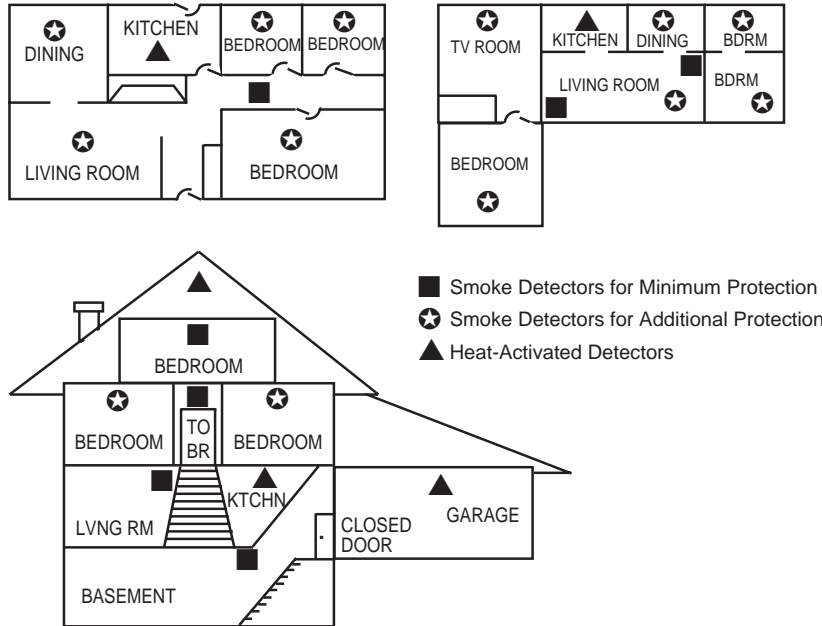 DINING
KITCHEN
BEDROOM
BEDROOM
LIVING ROOM
BEDROOM
TV ROOM
KITCHEN
DINING
BDRM
LIVING ROOM
BDRM
BEDROOM
Smoke Detectors for Minimum Protection
Smoke Detectors for Additional Protection
Heat-Activated Detectors
BEDROOM
BEDROOM
TO
BR
BEDROOM
LVNG RM
KTCHN
CLOSED
DOOR
GARAGE
BASEMENT